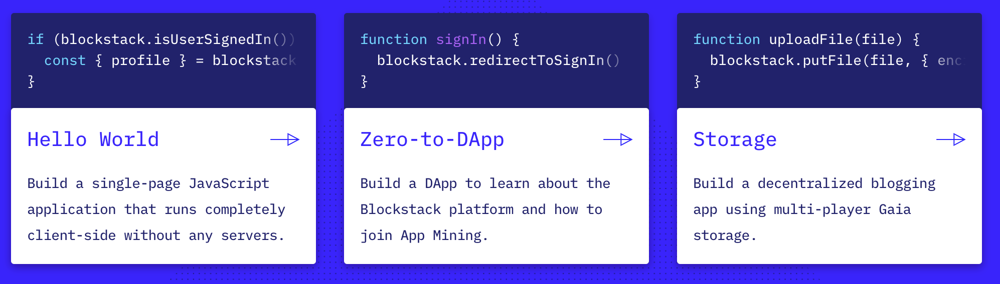 if (blockstack.isUserSignedIn())
const { profile } = blockstack
}
Hello World
Build a single-page JavaScript
application that runs completely
client-side without any servers.
function signIn() {
blockstack.redirectToSignIn()
}
Zero-to-DApp
Build a DApp to learn about the
Blockstack platform and how to
join App Mining.
function uploadFile(file) {
blockstack.putFile(file, { enc
}
Storage
Build a decentralized blogging
app using multi-player Gaia
storage.